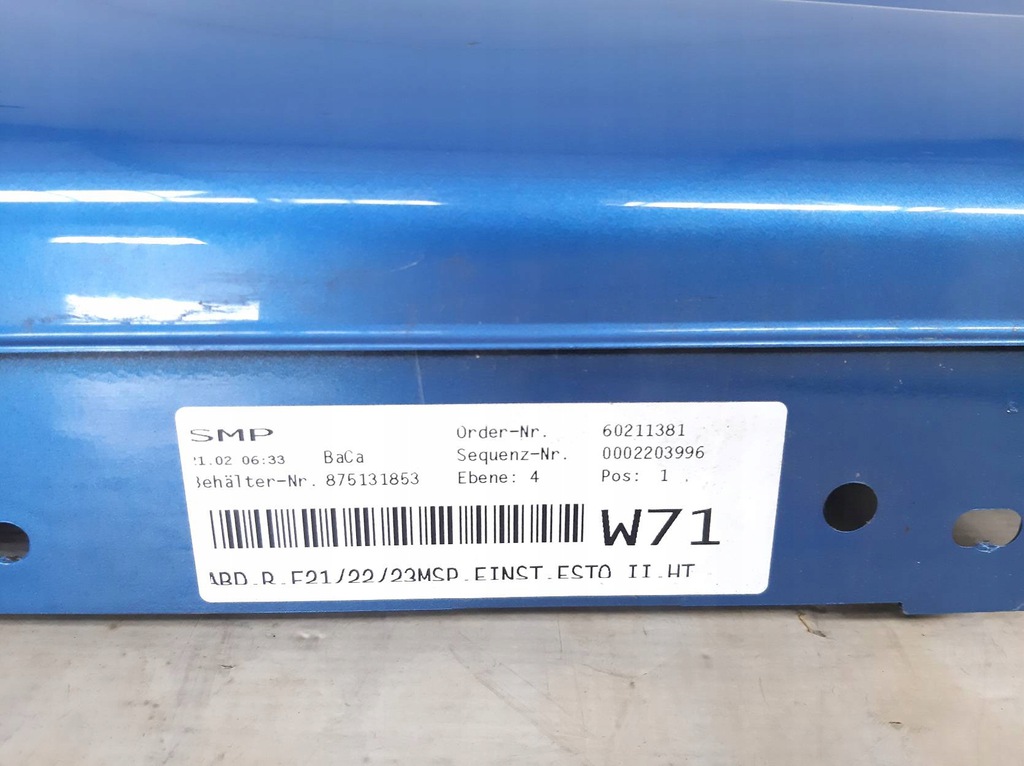 SMP Order-Nr. 60211381
21.02 06:33 BaCa Sequenz-Nr. 0002203996
Behälter-Nr. 875131853 Ebene: 4 Pos: 1
W71
ABD.R.F21/22/23MSP.EINST.ESTO II.HT